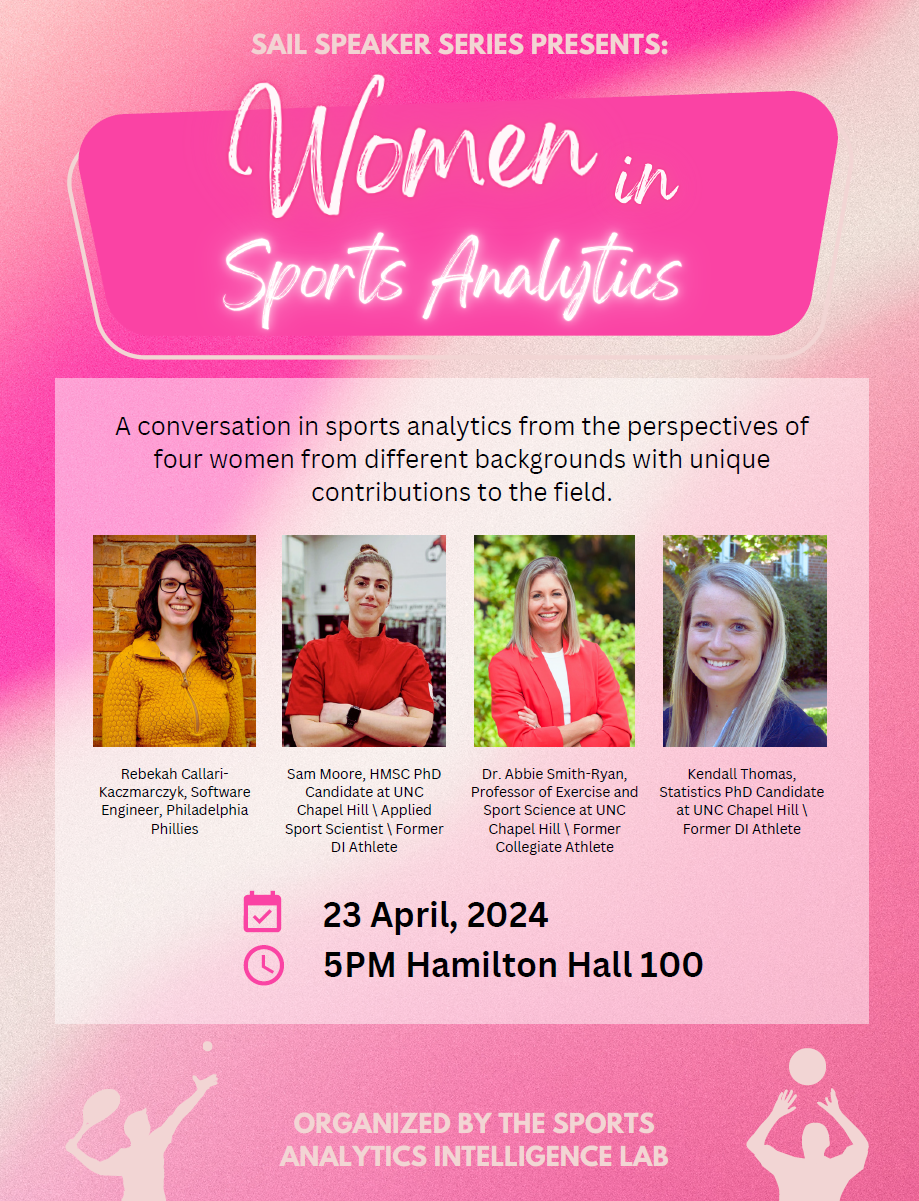 SAIL SPEAKER SERIES PRESENTS:
Women in
Sports Analytics
A conversation in sports analytics from the perspectives of
four women from different backgrounds with unique
contributions to the field.
Rebekah Callari-
Kaczmarczyk, Software
Engineer, Philadelphia
Phillies
Sam Moore, HMSC PhD
Candidate at UNC
Chapel Hill \ Applied
Sport Scientist \ Former
DI Athlete
Dr. Abbie Smith-Ryan,
Professor of Exercise and
Sport Science at UNC
Chapel Hill \ Former
Collegiate Athlete
Kendall Thomas,
Statistics PhD Candidate
at UNC Chapel Hill \
Former DI Athlete
23 April, 2024
5PM Hamilton Hall 100
ORGANIZED BY THE SPORTS
ANALYTICS INTELLIGENCE LAB